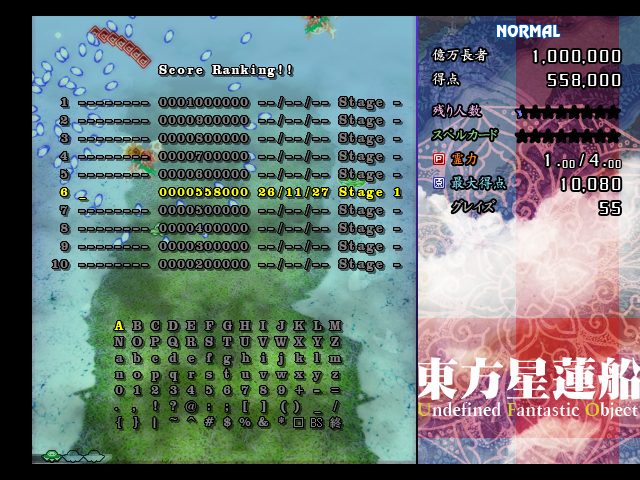 Score Ranking!!
1 -------- 0001000000 --/--/-- Stage -
2 -------- 0000900000 --/--/-- Stage -
3 -------- 0000800000 --/--/-- Stage -
4 -------- 0000700000 --/--/-- Stage -
5 -------- 0000600000 --/--/-- Stage -
6 _ 0000558000 26/11/27 Stage 1
7 -------- 0000500000 --/--/-- Stage -
8 -------- 0000400000 --/--/-- Stage -
9 -------- 0000300000 --/--/-- Stage -
10 -------- 0000200000 --/--/-- Stage -
A B C D E F G H I J K L M
N O P Q R S T U V W X Y Z
a b c d e f g h i j k l m
n o p q r s t u v w x y z
0 1 2 3 4 5 6 7 8 9 + - =
. , ! ? @ : ; [ ] ( ) _ /
{ } | ~ ^ # $ % & * □ BS 終
NORMAL
億万長者 1,000,000
得点 558,000
残り人数 ★★★★★★★★★
スペルカード ★★★★★★★★★
P 霊力 1.00/4.00
点 最大得点 10,080
グレイズ 55
東方星蓮船
Undefined Fantastic Object